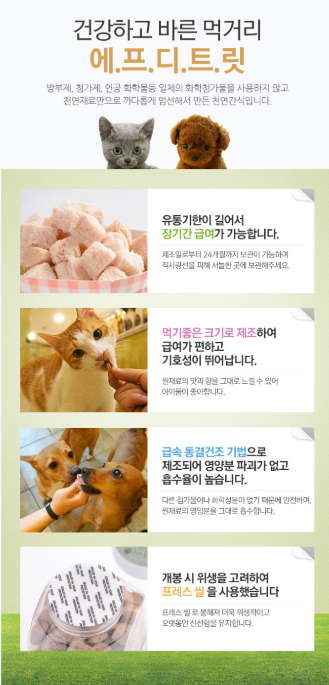 건강하고 바른 먹거리
에.프.디.트.릿
방부제, 첨가제, 인공 화학물등 일체의 화학첨가물을 사용하지 않고
천연재료만으로 까다롭게 엄선해서 만든 천연간식입니다.
유통기한이 길어서
장기간 급여가 가능합니다.
제조일로부터 24개월까지 보관이 가능하며
직사광선을 피해 서늘한 곳에 보관해주세요.
먹기좋은 크기로 제조하여
급여가 편하고
기호성이 뛰어납니다.
원재료의 맛과 향을 그대로 느낄 수 있어
아이들이 좋아합니다.
급속 동결건조 기법으로
제조되어 영양분 파괴가 없고
흡수율이 높습니다.
다른 첨가물이나 화학성분이 없기 때문에 안전하며,
원재료의 영양분을 그대로 흡수합니다.
개봉 시 위생을 고려하여
프레스 씰 을 사용했습니다
프레스 씰 로 봉해져 더욱 위생적이고
오랫동안 신선함을 유지합니다.